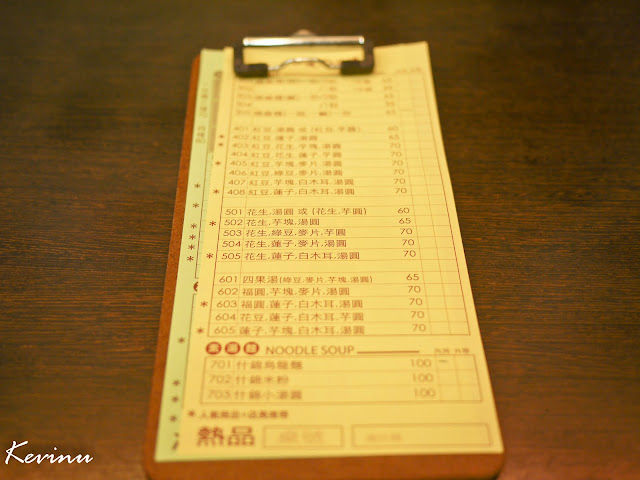 401 紅豆.湯圓 或 (紅豆.芋圓) 60
* 402 紅豆.蓮子.湯圓 65
* 403 紅豆.花生.芋塊.湯圓 70
404 紅豆.花生.蓮子.芋圓 70
* 405 紅豆.芋塊.麥片.湯圓 70
406 紅豆.綠豆.麥片.湯圓 70
407 紅豆.芋塊.白木耳.湯圓 70
* 408 紅豆.蓮子.白木耳.湯圓 70
501 花生.湯圓 或 (花生.芋圓) 60
* 502 花生.芋塊.湯圓 65
503 花生.綠豆.麥片.芋圓 70
504 花生.蓮子.麥片.湯圓 70
* 505 花生.蓮子.白木耳.湯圓 70
601 四果湯(綠豆.麥片.芋塊.湯圓) 65
602 福圓.芋塊.麥片.湯圓 70
* 603 福圓.蓮子.白木耳.湯圓 70
604 花豆.蓮子.白木耳.芋圓 70
* 605 蓮子.芋塊.白木耳.湯圓 70
NOODLE SOUP
701 什錦烏龍麵 100
702 什錦米粉 100
703 什錦小湯圓 100
熱品
Kevinu